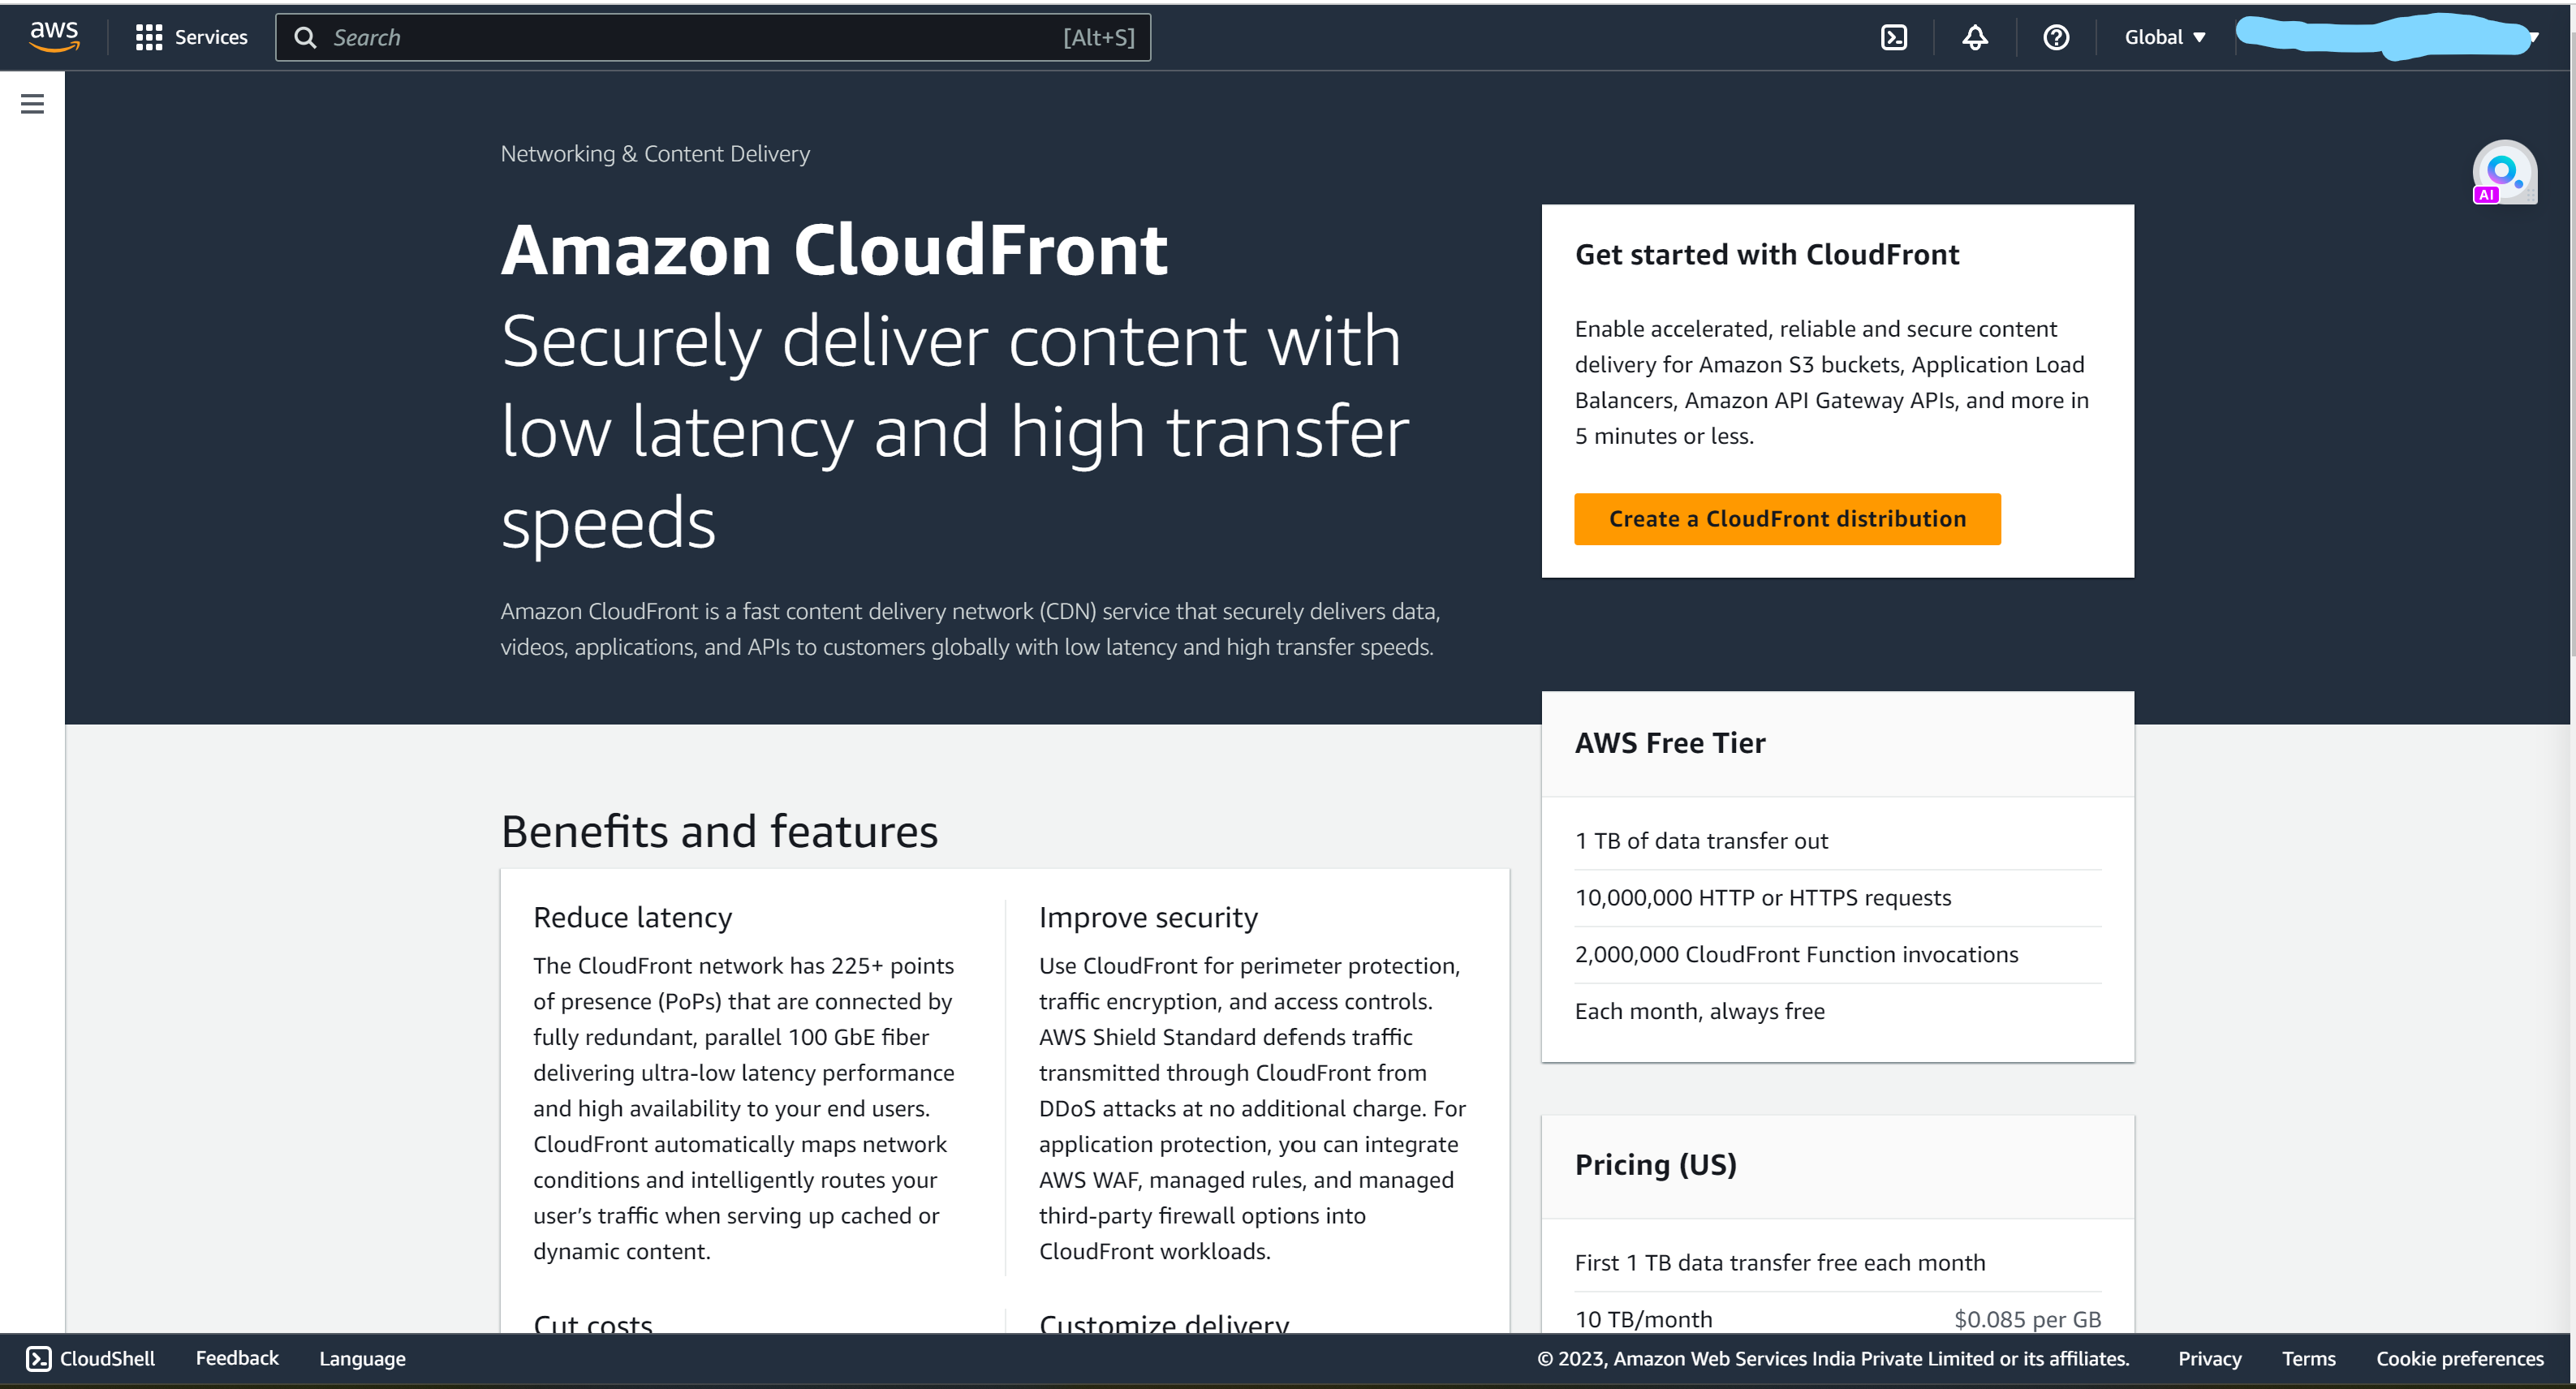 aws
Services
Search
[Alt+S]
Global
Networking & Content Delivery
Amazon CloudFront
Securely deliver content with
low latency and high transfer
speeds
Amazon CloudFront is a fast content delivery network (CDN) service that securely delivers data,
videos, applications, and APIs to customers globally with low latency and high transfer speeds.
AI
Get started with CloudFront
Enable accelerated, reliable and secure content
delivery for Amazon S3 buckets, Application Load
Balancers, Amazon API Gateway APIs, and more in
5 minutes or less.
Create a CloudFront distribution
AWS Free Tier
1 TB of data transfer out
10,000,000 HTTP or HTTPS requests
2,000,000 CloudFront Function invocations
Each month, always free
Benefits and features
Reduce latency
The CloudFront network has 225+ points
of presence (PoPs) that are connected by
fully redundant, parallel 100 GbE fiber
delivering ultra-low latency performance
and high availability to your end users.
CloudFront automatically maps network
conditions and intelligently routes your
user’s traffic when serving up cached or
dynamic content.
Improve security
Use CloudFront for perimeter protection,
traffic encryption, and access controls.
AWS Shield Standard defends traffic
transmitted through CloudFront from
DDoS attacks at no additional charge. For
application protection, you can integrate
AWS WAF, managed rules, and managed
third-party firewall options into
CloudFront workloads.
Cut costs
Customize delivery
Pricing (US)
First 1 TB data transfer free each month
10 TB/month
$0.085 per GB
CloudShell
Feedback
Language
© 2023, Amazon Web Services India Private Limited or its affiliates.
Privacy
Terms
Cookie preferences